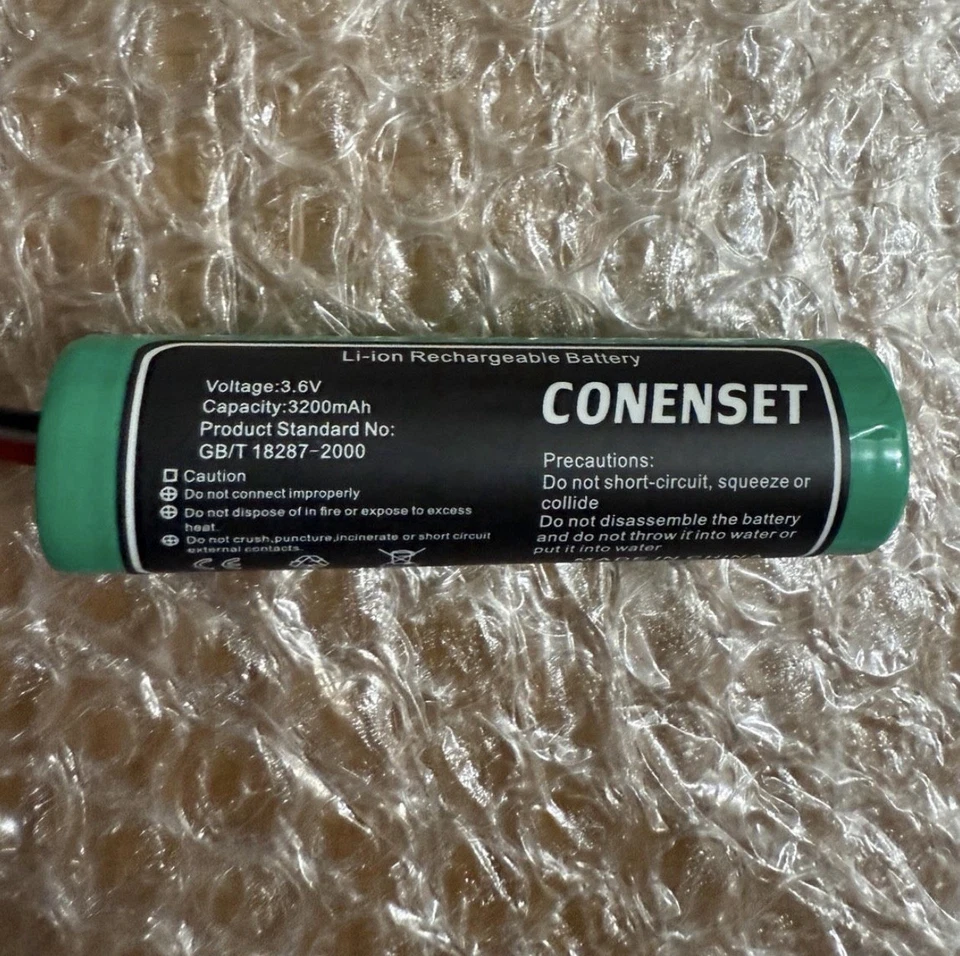 Li-ion Rechargeable Battery
Voltage:3.6V
Capacity:3200mAh
Product Standard No:
GB/T 18287-2000
Caution
Do not connect improperly
Do not dispose of in fire or expose to excess
heat.
Do not crush,puncture,incinerate or short circuit
external contacts.
CE
CONENSET
Precautions:
Do not short-circuit, squeeze or
collide
Do not disassemble the battery
and do not throw it into water or
put it into water